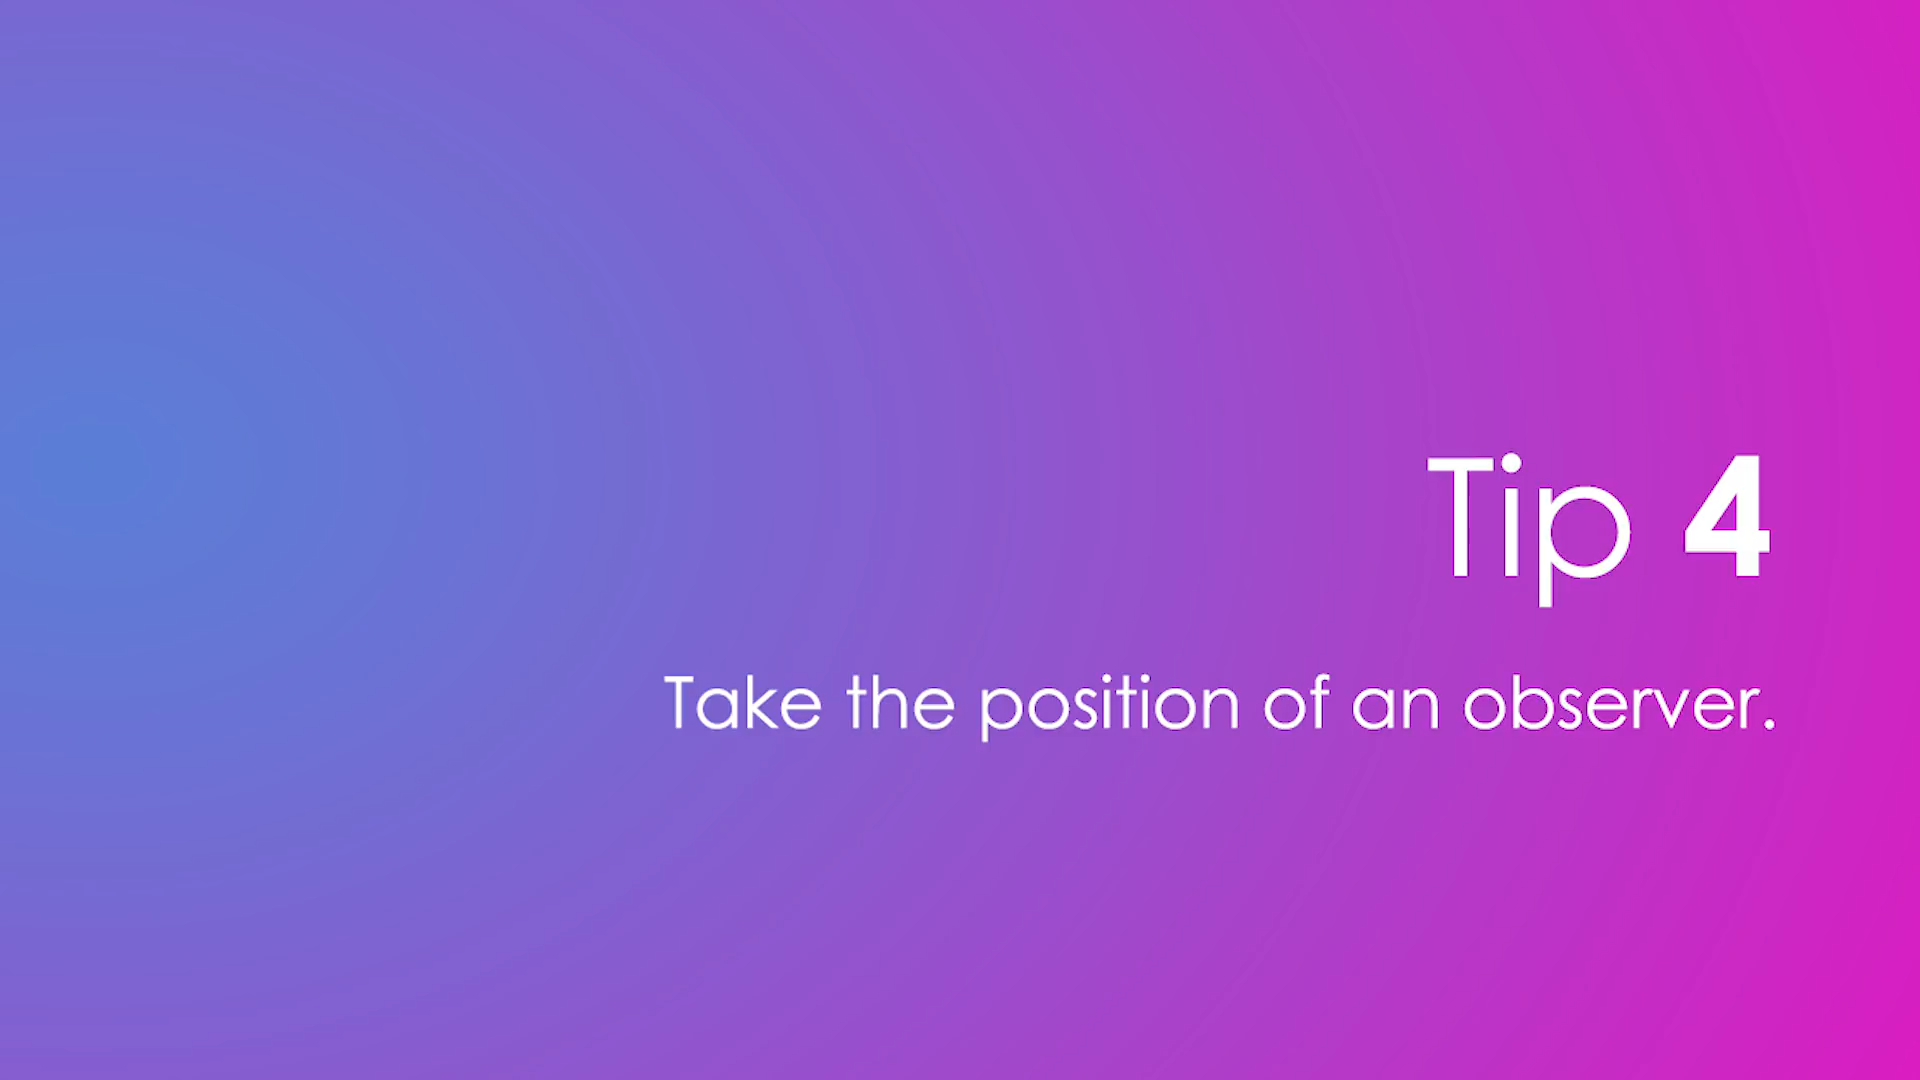 Tip 4
Take the position of an observer.